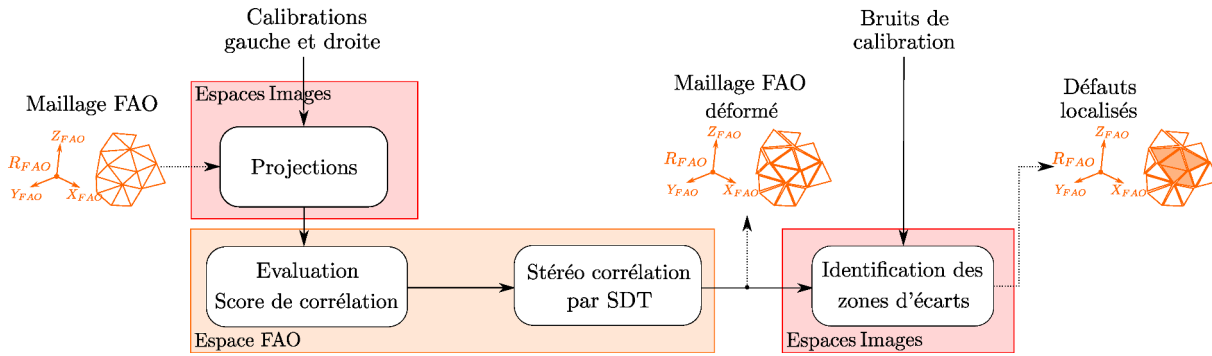 Calibrations
gauche et droite
Bruits de
calibration
Maillage FAO
Z_FAO
R_FAO
Y_FAO
X_FAO
Espaces Images
Projections
Maillage FAO
déformé
Z_FAO
R_FAO
Y_FAO
X_FAO
Défauts
localisés
Z_FAO
R_FAO
Y_FAO
X_FAO
Evaluation
Score de corrélation
Stéréo corrélation
par SDT
Espace FAO
Identification des
zones d'écarts
Espaces Images